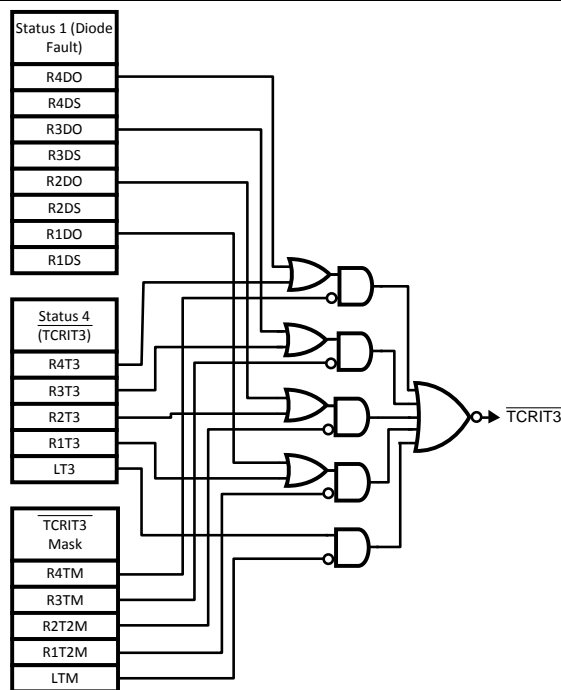 Status 1 (Diode
Fault)
R4DO
R4DS
R3DO
R3DS
R2DO
R2DS
R1DO
R1DS
Status 4
(TCRIT3)
R4T3
R3T3
R2T3
R1T3
LT3
TCRIT3
Mask
R4TM
R3TM
R2T2M
R1T2M
LTM
TCRIT3